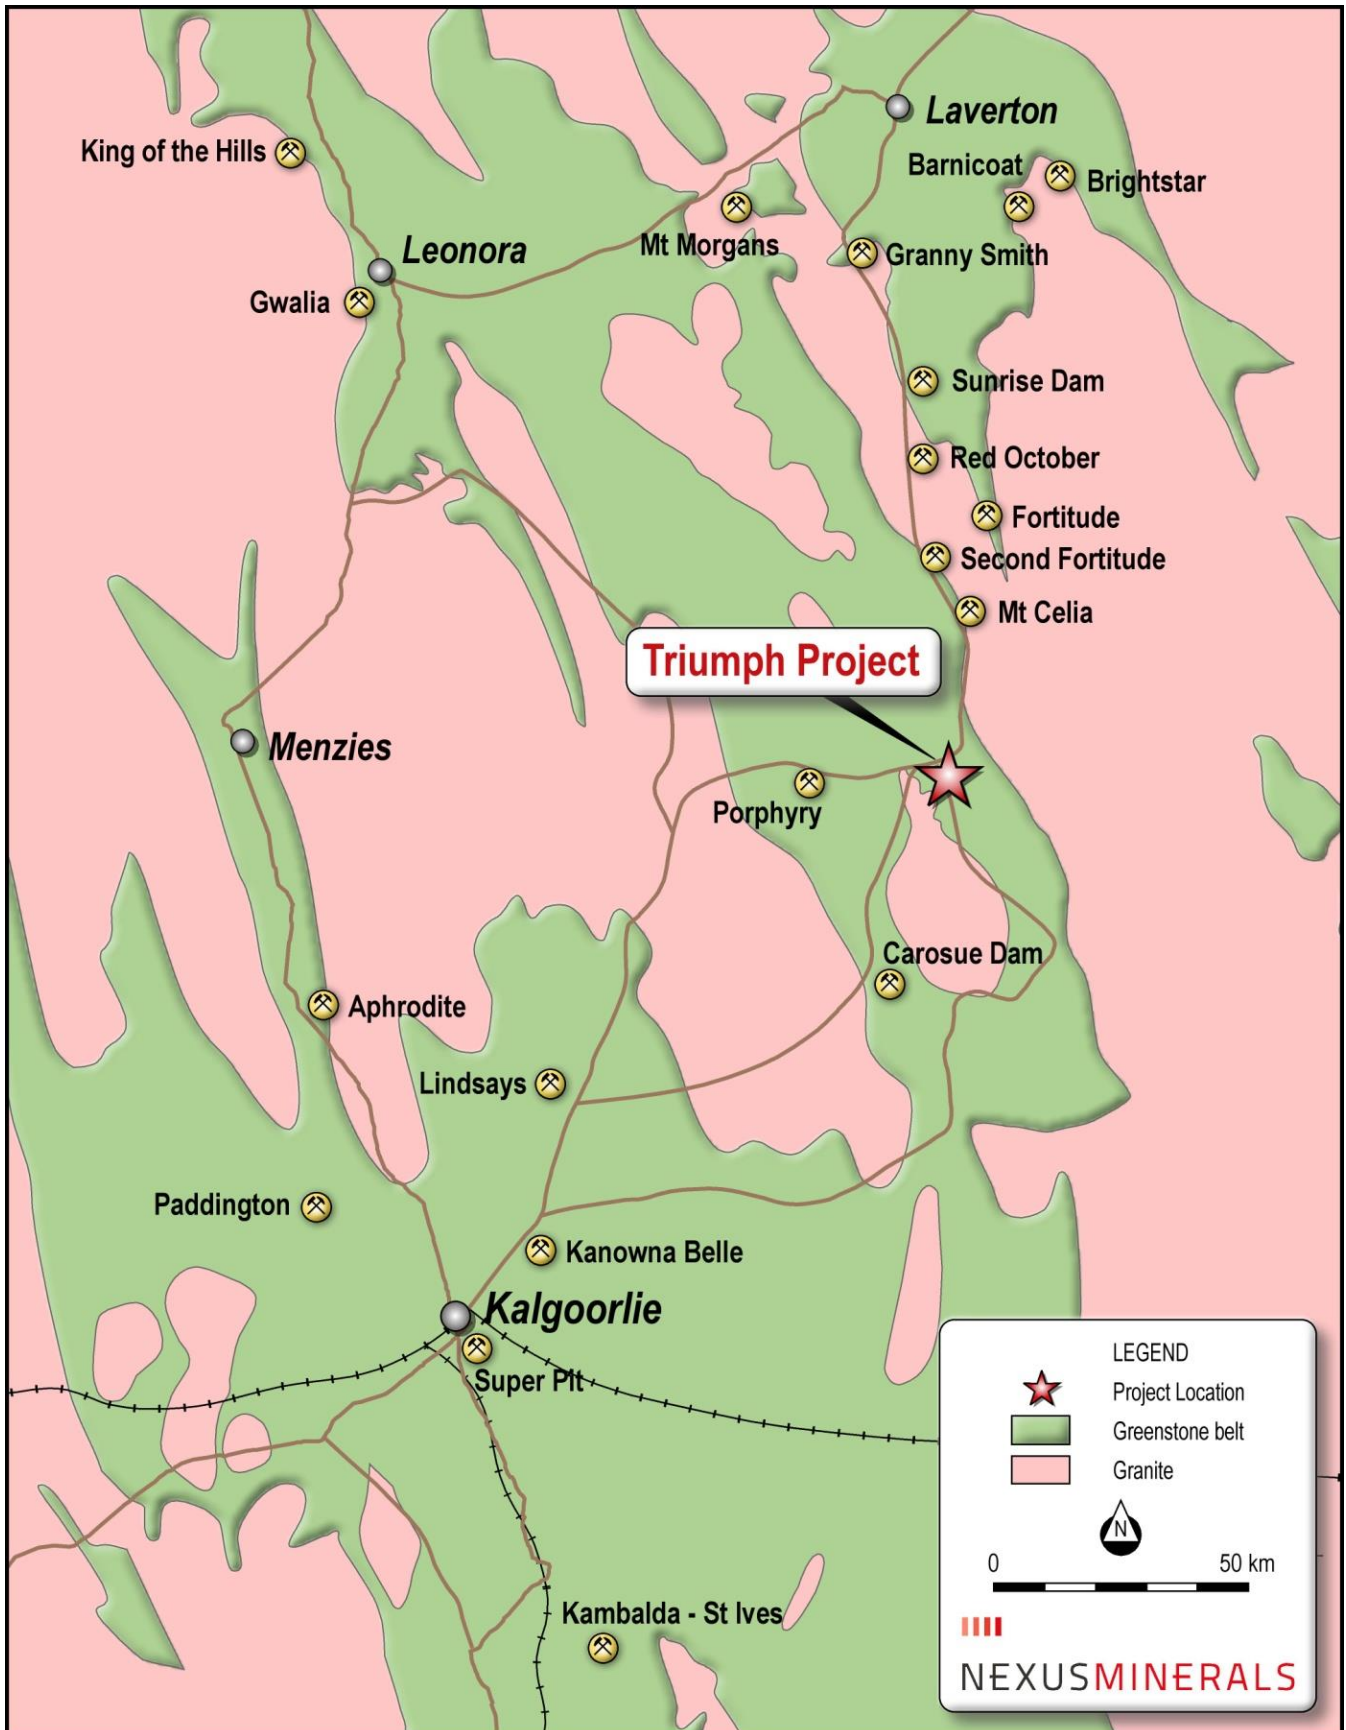 Laverton
King of the Hills
Barnicoat
Brightstar
Leonora
Mt Morgans
Granny Smith
Gwalia
Sunrise Dam
Red October
Fortitude
Second Fortitude
Mt Celia
Triumph Project
Menzies
Porphyry
Carosue Dam
Aphrodite
Lindsays
Paddington
Kanowna Belle
Kalgoorlie
Super Pit
LEGEND
Project Location
Greenstone belt
Granite
N
0 50 km
Kambalda - St Ives
NEXUSMINERALS